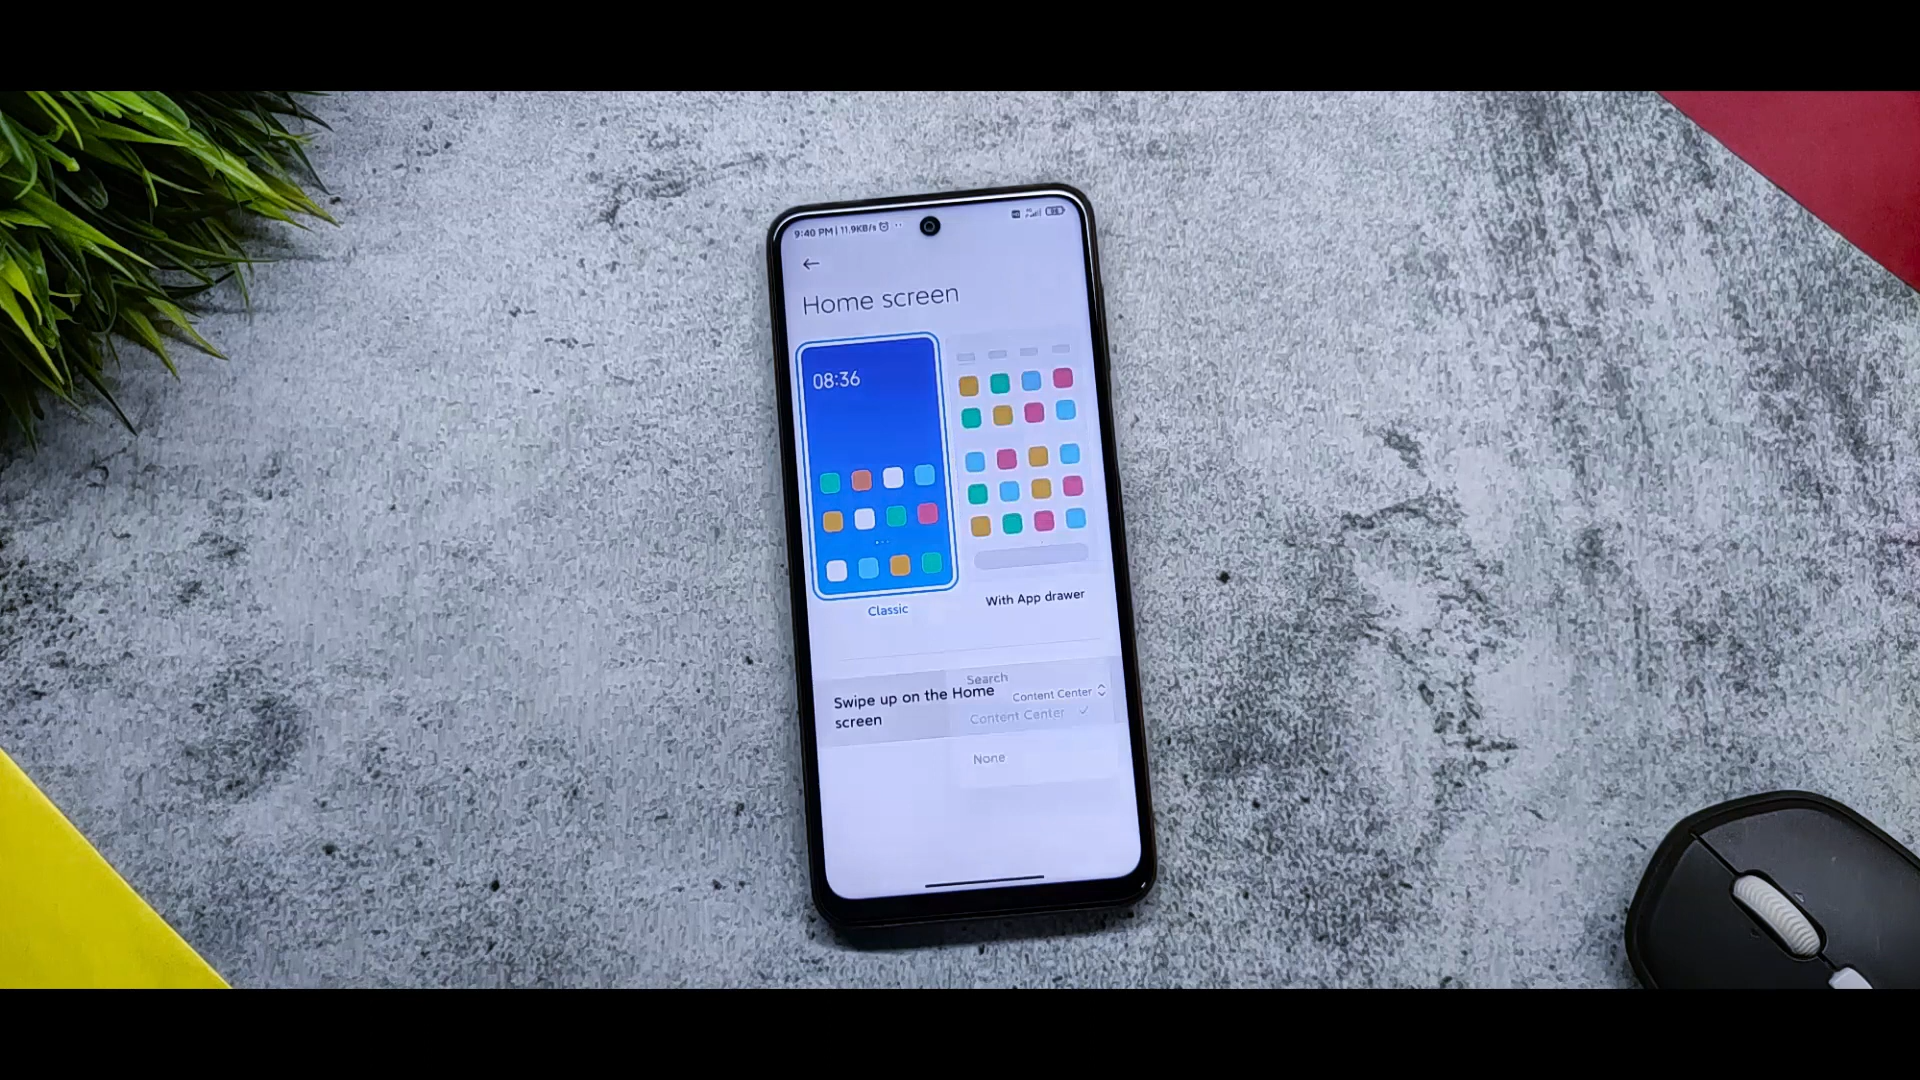 9:40 PM | 11.9KB/s
Home screen
08:36
Classic
With App drawer
Search
Swipe up on the Home
screen
Content Center
Content Center
None